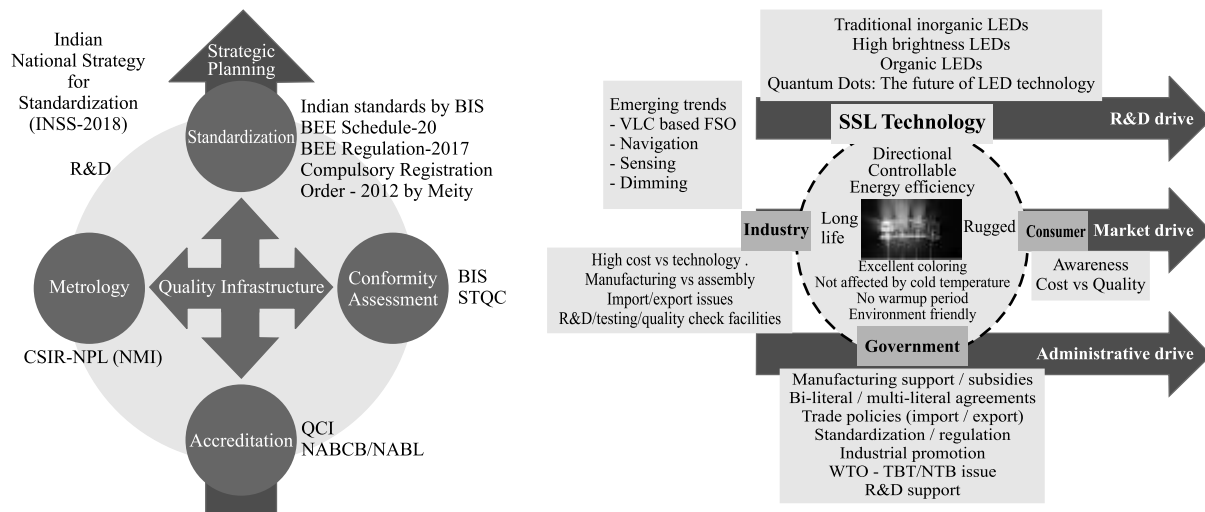 Indian
National Strategy
for
Standardization
(INSS-2018)
Strategic
Planning
Standardization
Indian standards by BIS
BEE Schedule-20
BEE Regulation-2017
Compulsory Registration
Order - 2012 by Meity
R&D
Metrology
Quality Infrastructure
Conformity
Assessment
BIS
STQC
CSIR-NPL (NMI)
Accreditation
QCI
NABCB/NABL
Traditional inorganic LEDs
High brightness LEDs
Organic LEDs
Quantum Dots: The future of LED technology
R&D drive
Emerging trends
- VLC based FSO
- Navigation
- Sensing
- Dimming
SSL Technology
Directional
Controllable
Energy efficiency
Industry
Long
life
Rugged
Consumer
Market drive
High cost vs technology .
Manufacturing vs assembly
Import/export issues
R&D/testing/quality check facilities
Excellent coloring
Not affected by cold temperature
No warmup period
Environment friendly
Awareness
Cost vs Quality
Government
Administrative drive
Manufacturing support / subsidies
Bi-literal / multi-literal agreements
Trade policies (import / export)
Standardization / regulation
Industrial promotion
WTO - TBT/NTB issue
R&D support